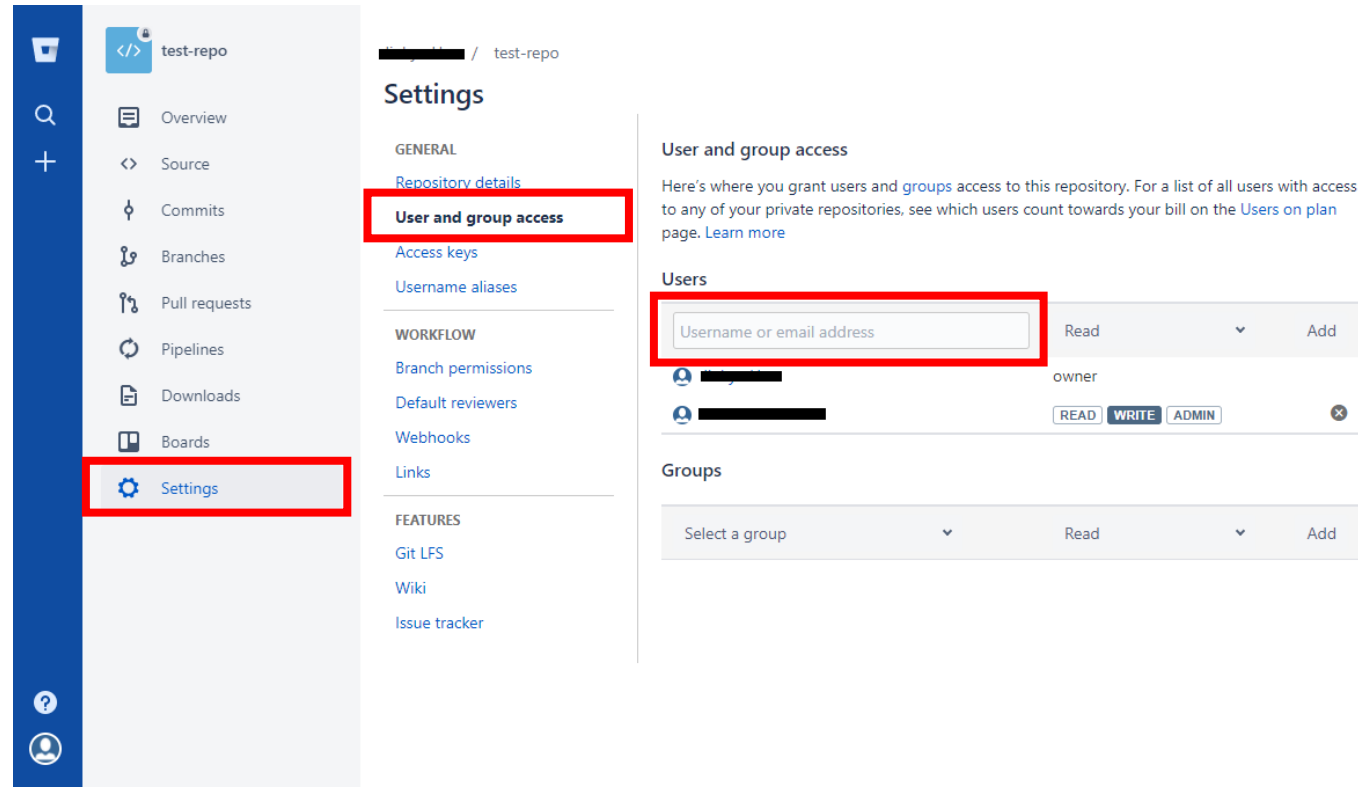 </> test-repo
Overview
Source
Commits
Branches
Pull requests
Pipelines
Downloads
Boards
Settings
/ test-repo
Settings
GENERAL
Repository details
User and group access
Access keys
Username aliases
WORKFLOW
Branch permissions
Default reviewers
Webhooks
Links
FEATURES
Git LFS
Wiki
Issue tracker
User and group access
Here's where you grant users and groups access to this repository. For a list of all users with access
to any of your private repositories, see which users count towards your bill on the Users on plan
page. Learn more
Users
Username or email address Read Add
owner
READ WRITE ADMIN
Groups
Select a group Read Add